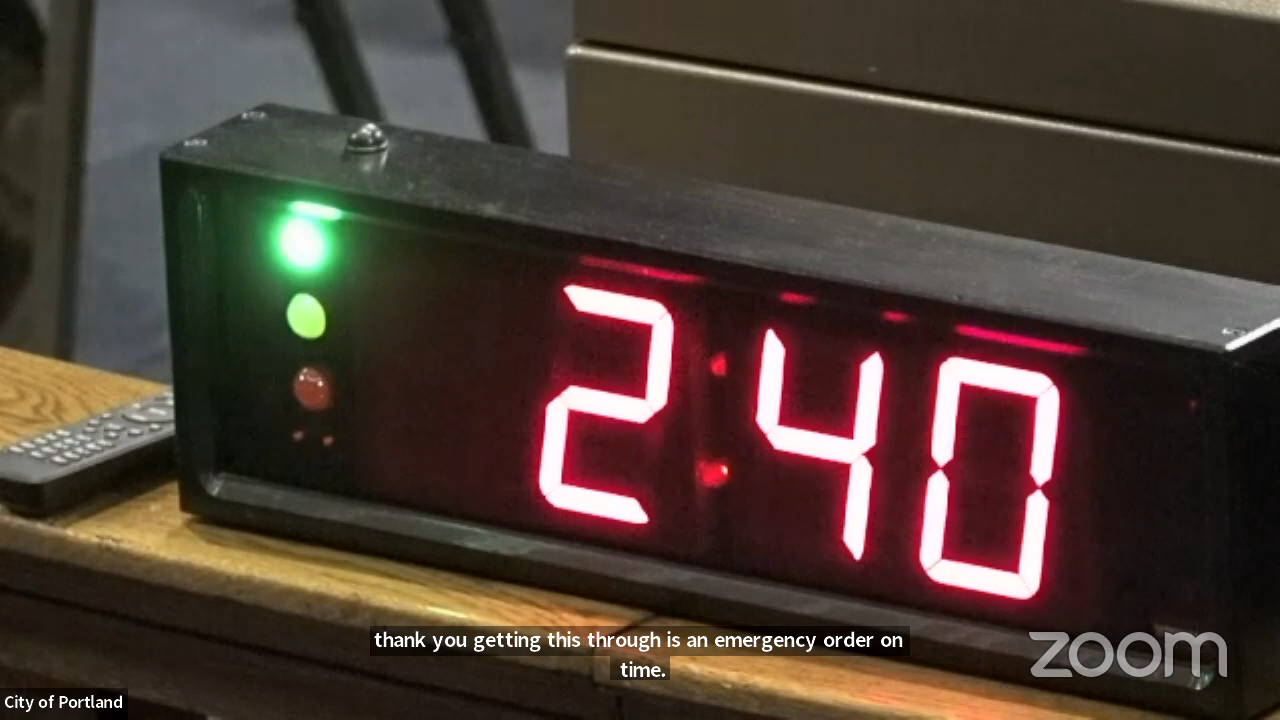 2:40
thank you getting this through is an emergency order on
time.
zoom
City of Portland